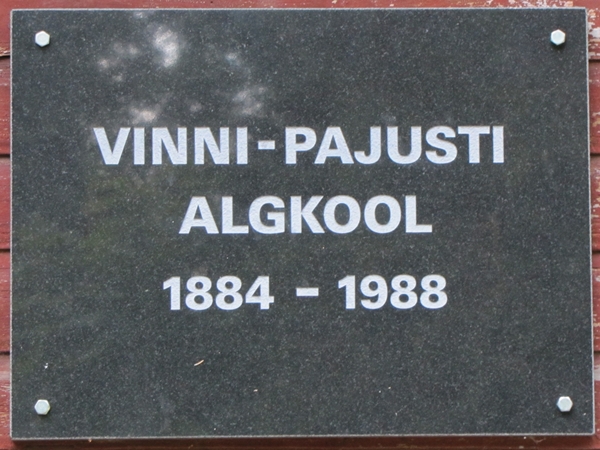 VINNI-PAJUSTI
ALGKOOL
1884 - 1988